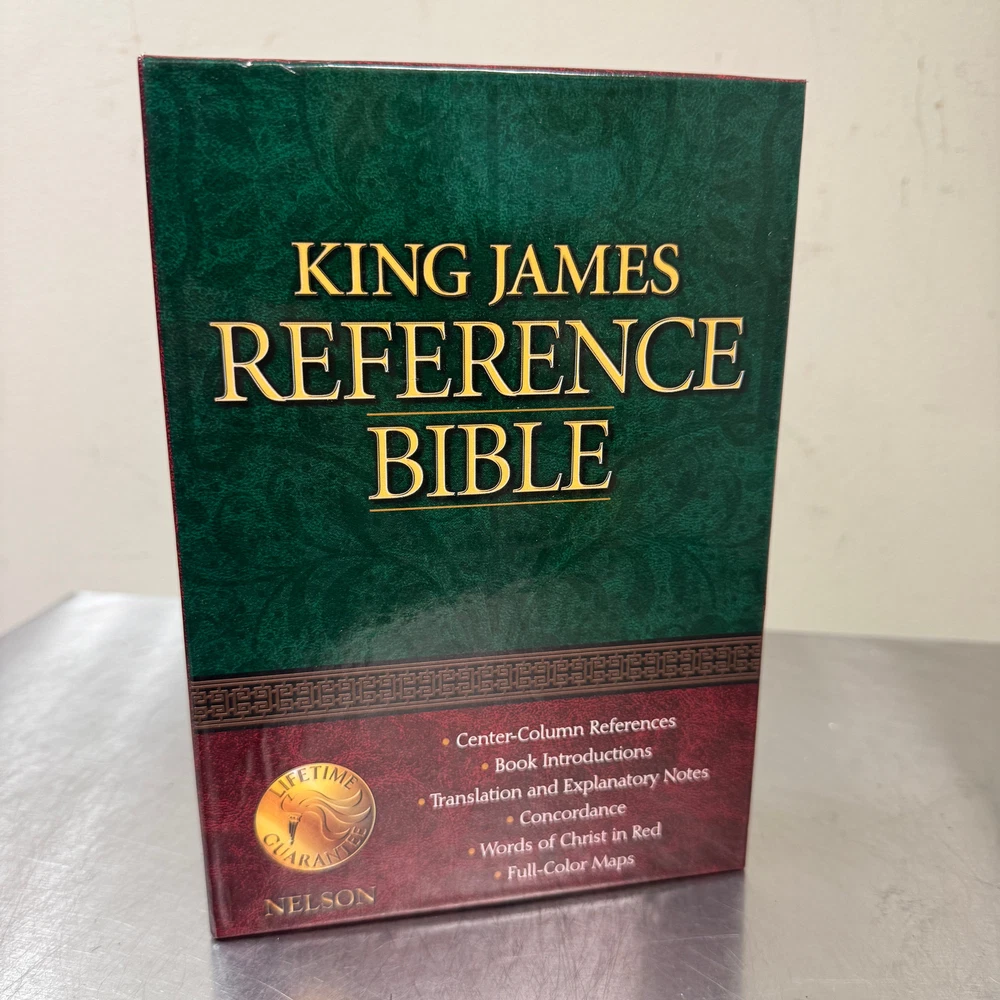 KING JAMES
REFERENCE
BIBLE
• Center-Column References
• Book Introductions
• Translation and Explanatory Notes
• Concordance
• Words of Christ in Red
• Full-Color Maps
LIFETIME
GUARANTEE
NELSON